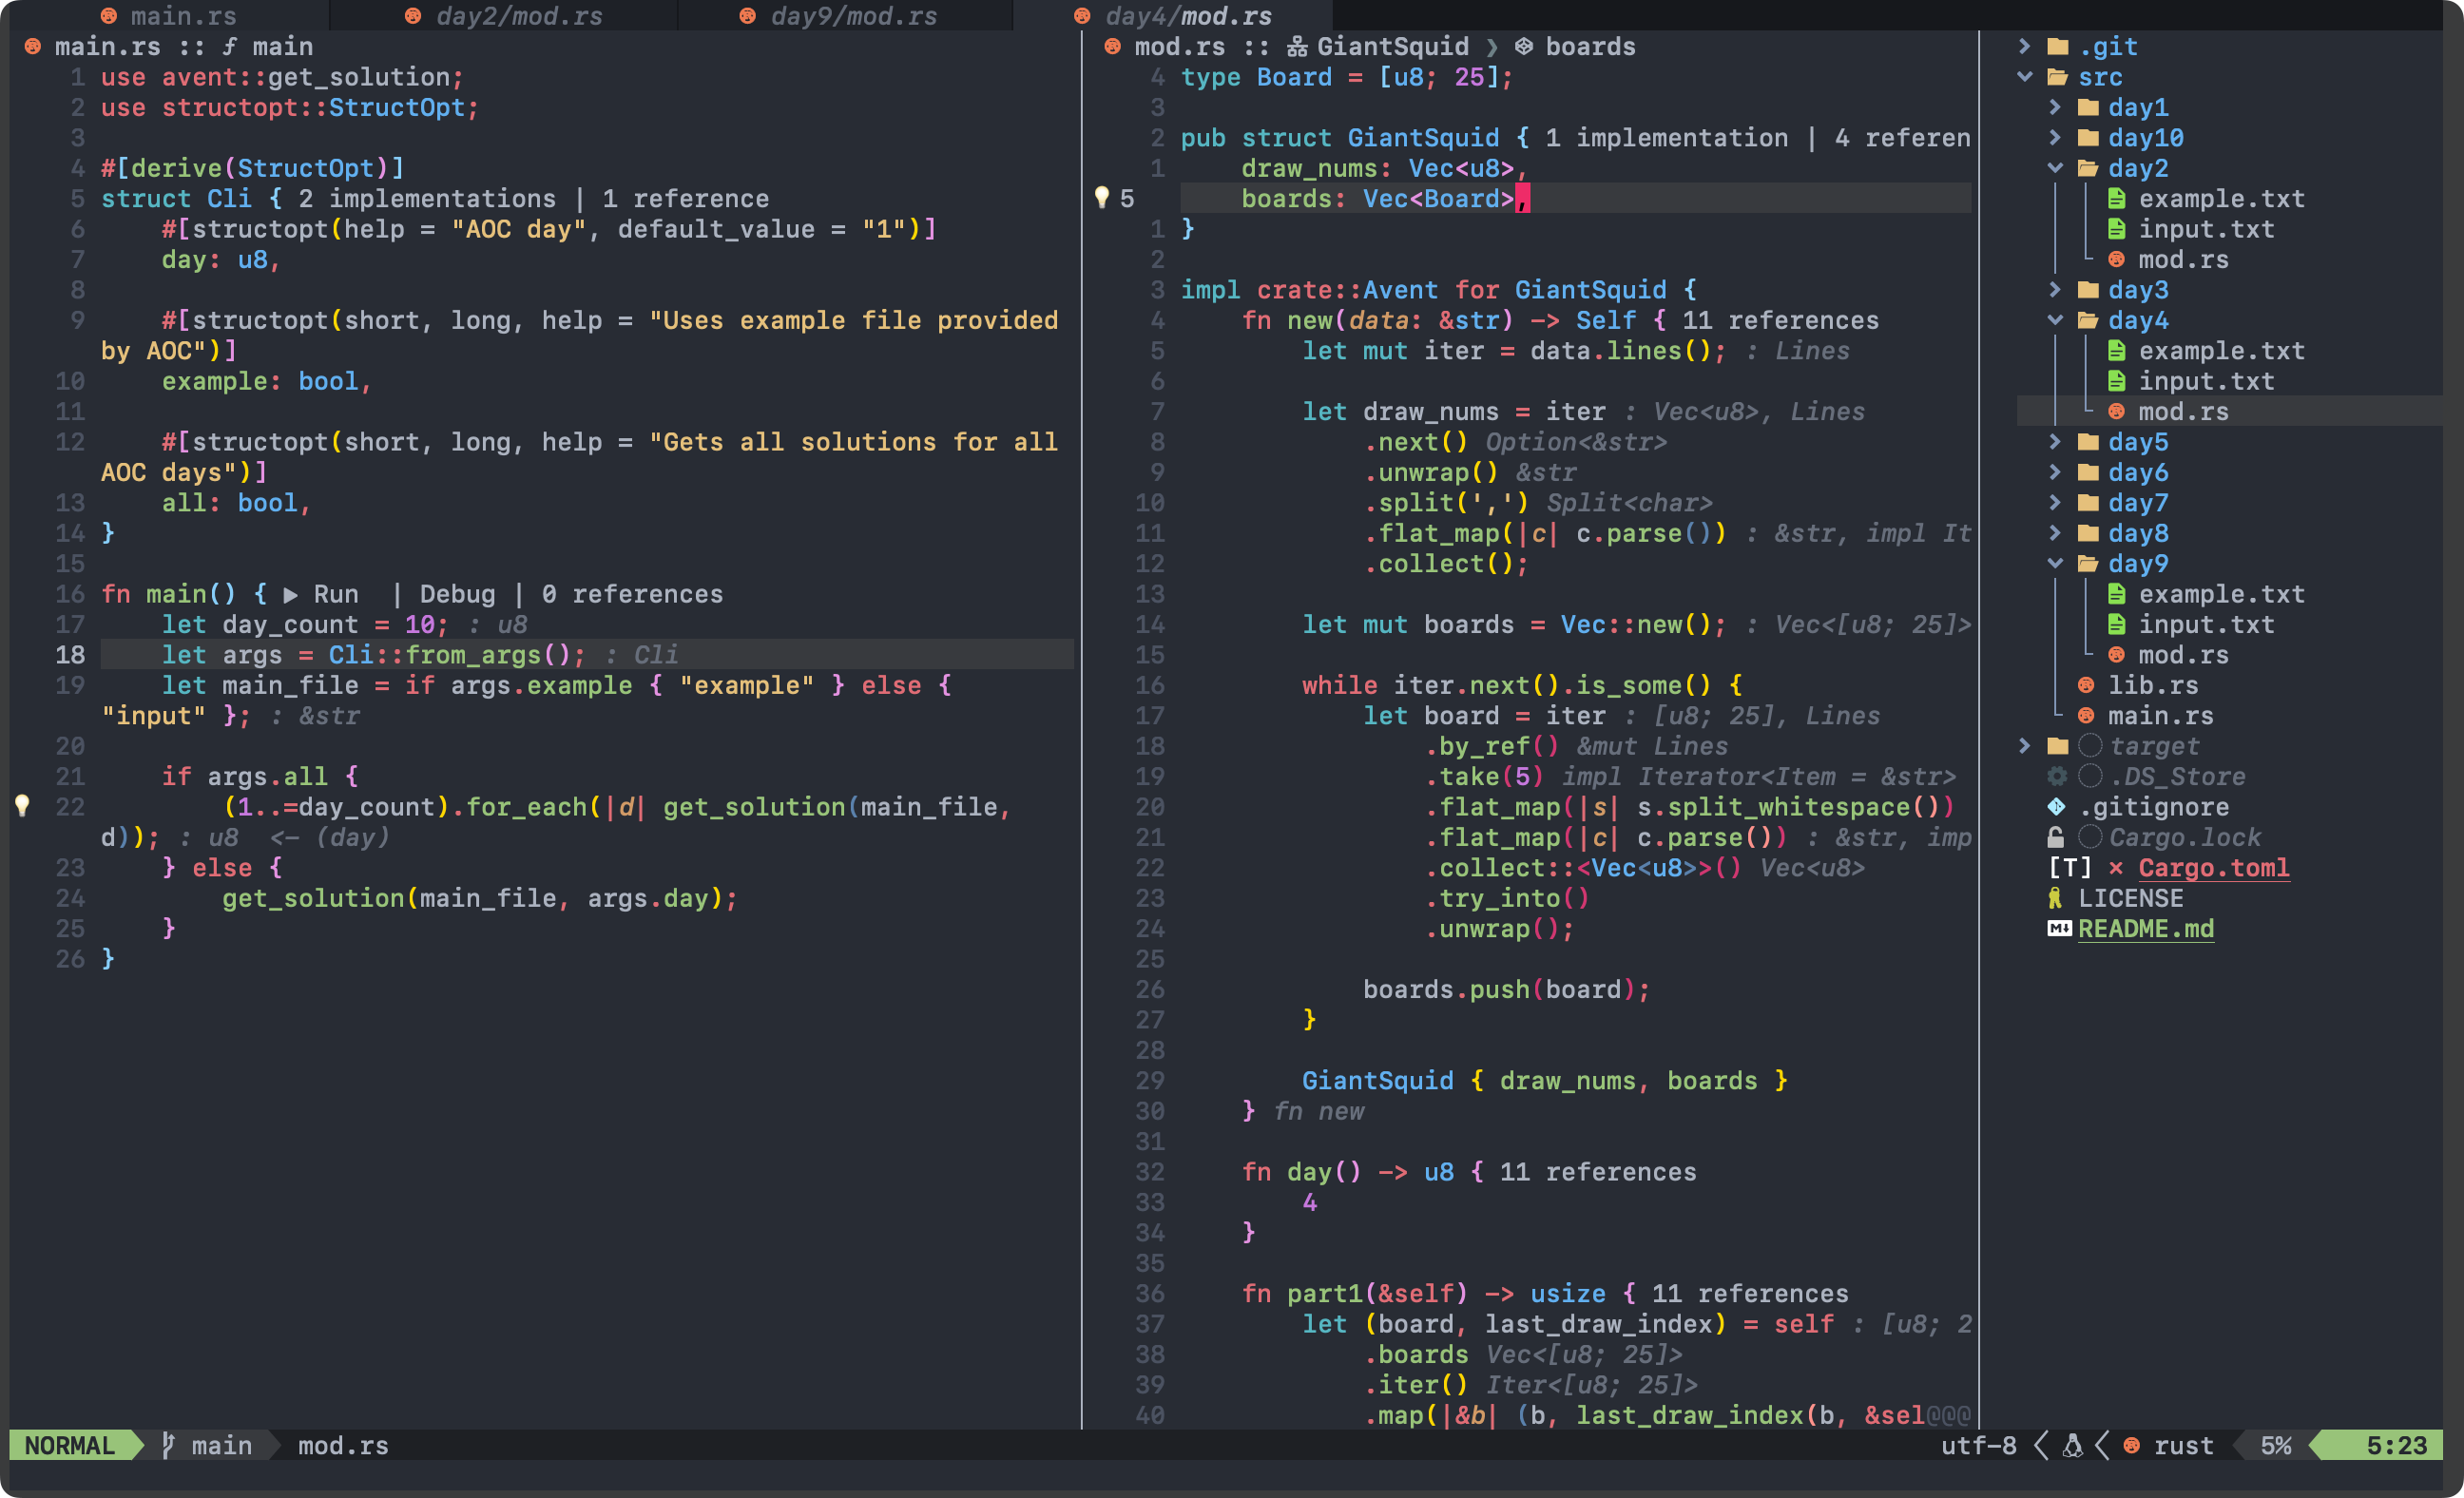 main.rs day2/mod.rs day9/mod.rs day4/mod.rs
main.rs :: ƒ main
1 use avent::get_solution;
2 use structopt::StructOpt;
3
4 #[derive(StructOpt)]
5 struct Cli { 2 implementations | 1 reference
6     #[structopt(help = "AOC day", default_value = "1")]
7     day: u8,
8
9     #[structopt(short, long, help = "Uses example file provided
by AOC")]
10     example: bool,
11
12     #[structopt(short, long, help = "Gets all solutions for all
AOC days")]
13     all: bool,
14 }
15
16 fn main() { ▶ Run  | Debug | 0 references
17     let day_count = 10; : u8
18     let args = Cli::from_args(); : Cli
19     let main_file = if args.example { "example" } else {
"input" }; : &str
20
21     if args.all {
22         (1..=day_count).for_each(|d| get_solution(main_file,
d)); : u8  <- (day)
23     } else {
24         get_solution(main_file, args.day);
25     }
26 }
mod.rs :: GiantSquid ❯ boards
4 type Board = [u8; 25];
3
2 pub struct GiantSquid { 1 implementation | 4 referen
1     draw_nums: Vec<u8>,
5     boards: Vec<Board>,
1 }
2
3 impl crate::Avent for GiantSquid {
4     fn new(data: &str) -> Self { 11 references
5         let mut iter = data.lines(); : Lines
6
7         let draw_nums = iter : Vec<u8>, Lines
8             .next() Option<&str>
9             .unwrap() &str
10             .split(',') Split<char>
11             .flat_map(|c| c.parse()) : &str, impl It
12             .collect();
13
14         let mut boards = Vec::new(); : Vec<[u8; 25]>
15
16         while iter.next().is_some() {
17             let board = iter : [u8; 25], Lines
18                 .by_ref() &mut Lines
19                 .take(5) impl Iterator<Item = &str>
20                 .flat_map(|s| s.split_whitespace())
21                 .flat_map(|c| c.parse()) : &str, imp
22                 .collect::<Vec<u8>>() Vec<u8>
23                 .try_into()
24                 .unwrap();
25
26             boards.push(board);
27         }
28
29         GiantSquid { draw_nums, boards }
30     } fn new
31
32     fn day() -> u8 { 11 references
33         4
34     }
35
36     fn part1(&self) -> usize { 11 references
37         let (board, last_draw_index) = self : [u8; 2
38             .boards Vec<[u8; 25]>
39             .iter() Iter<[u8; 25]>
40             .map(|&b| (b, last_draw_index(b, &sel@@@
.git
src
day1
day10
day2
example.txt
input.txt
mod.rs
day3
day4
example.txt
input.txt
mod.rs
day5
day6
day7
day8
day9
example.txt
input.txt
mod.rs
lib.rs
main.rs
target
.DS_Store
.gitignore
Cargo.lock
[T] × Cargo.toml
LICENSE
M↓ README.md
NORMAL main mod.rs utf-8 rust 5% 5:23